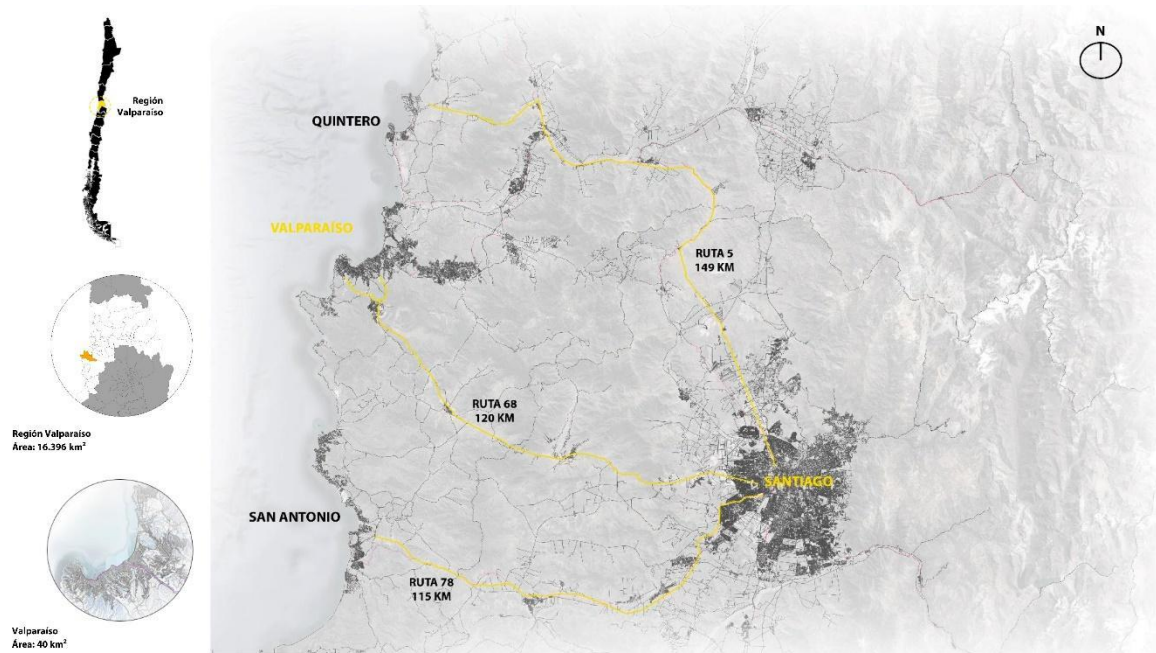 Región
Valparaíso
Región Valparaíso
Área: 16.396 km²
Valparaíso
Área: 40 km²
N
QUINTERO
VALPARAÍSO
RUTA 5
149 KM
RUTA 68
120 KM
SANTIAGO
SAN ANTONIO
RUTA 78
115 KM